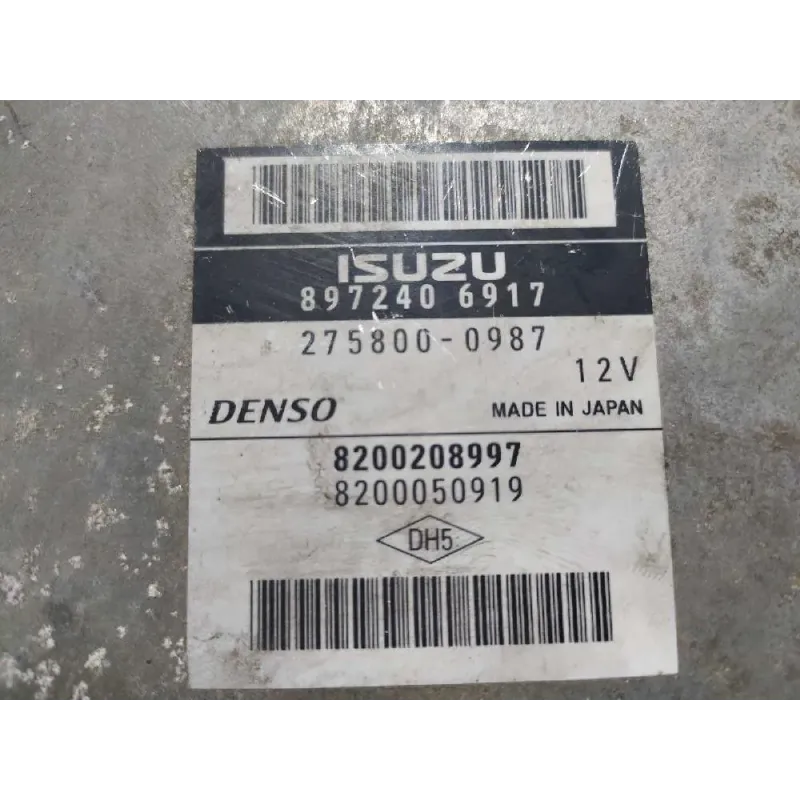 ISUZU
897240 6917
275800-0987
12V
DENSO MADE IN JAPAN
8200208997
8200050919
DH5